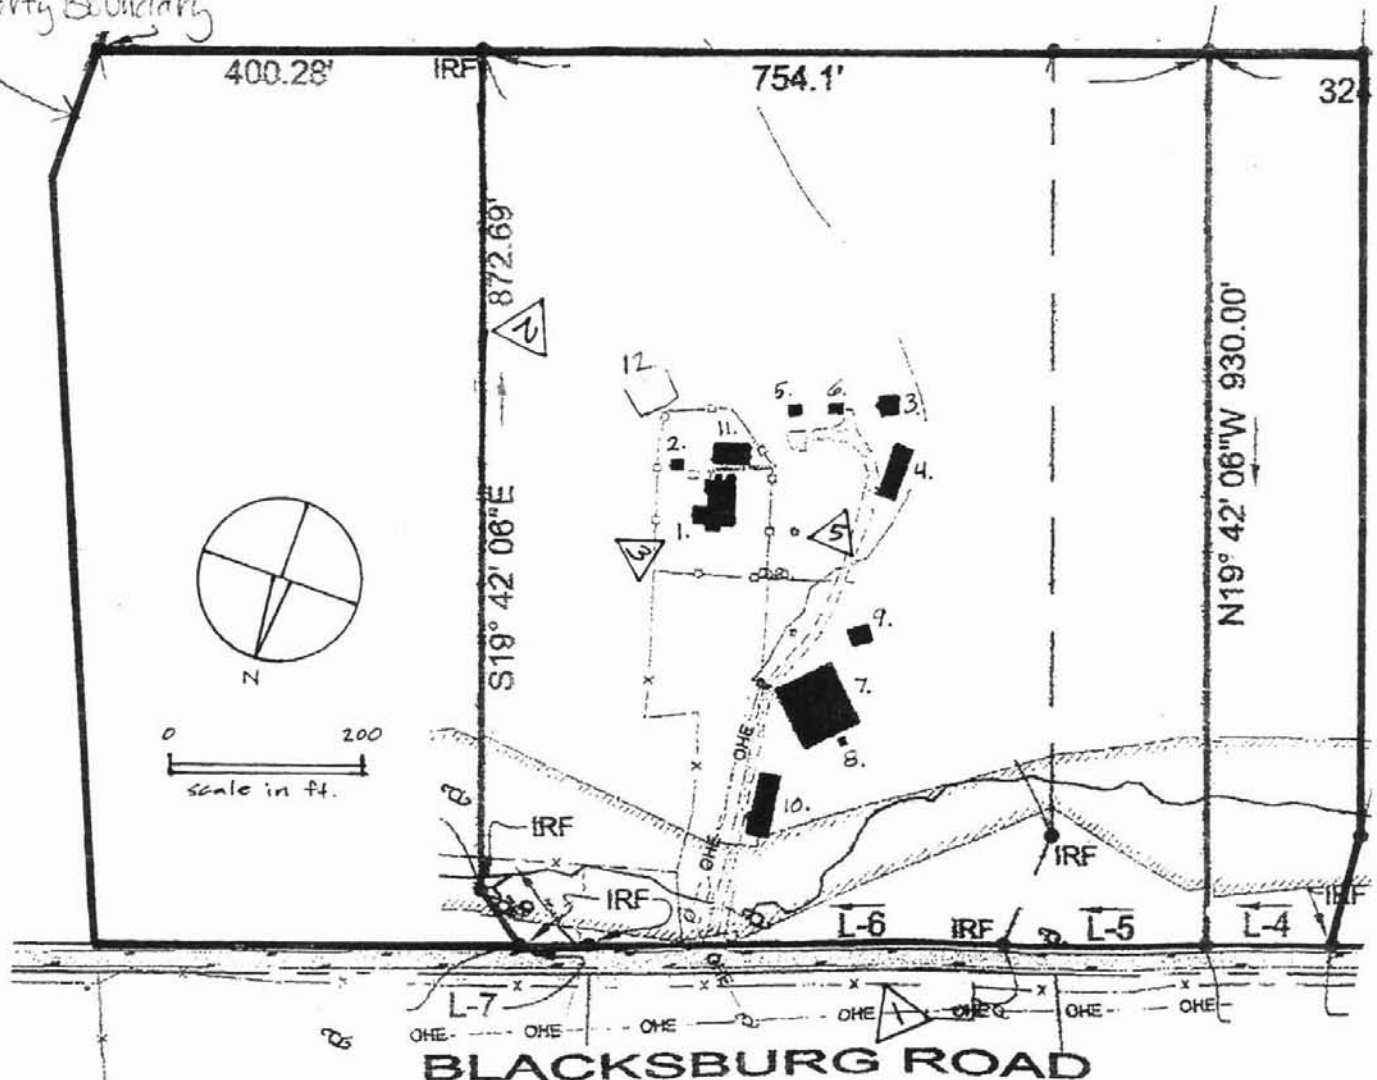 Boundary
400.28'
IRF
754.1'
32
872.69'
S19° 42' 06"E
N19° 42' 06"W 930.00'
2
12
5.
6.
3.
11.
2.
4.
1.
3
5
9.
7.
8.
10.
N
0 200
scale in ft.
OHE
OHE
IRF
IRF
IRF
IRF
IRF
L-6
L-5
L-4
L-7
OHE
OHE
OHE
OHE
1
OHE
OHE
BLACKSBURG ROAD